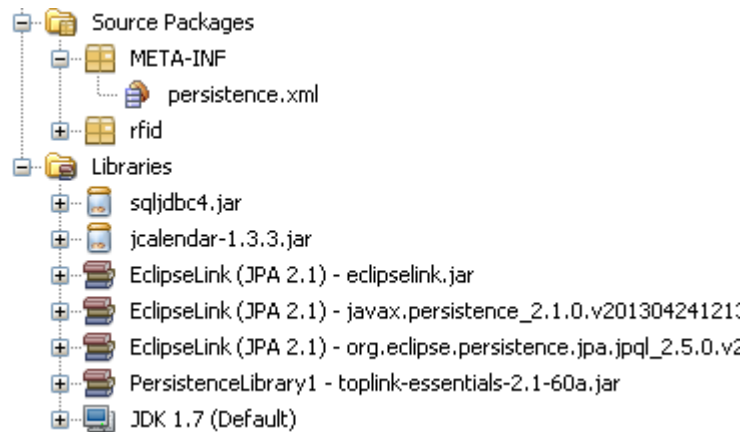 Source Packages
META-INF
persistence.xml
rfid
Libraries
sqljdbc4.jar
jcalendar-1.3.3.jar
EclipseLink (JPA 2.1) - eclipselink.jar
EclipseLink (JPA 2.1) - javax.persistence_2.1.0.v201304241213
EclipseLink (JPA 2.1) - org.eclipse.persistence.jpa.jpql_2.5.0.v2
PersistenceLibrary1 - toplink-essentials-2.1-60a.jar
JDK 1.7 (Default)